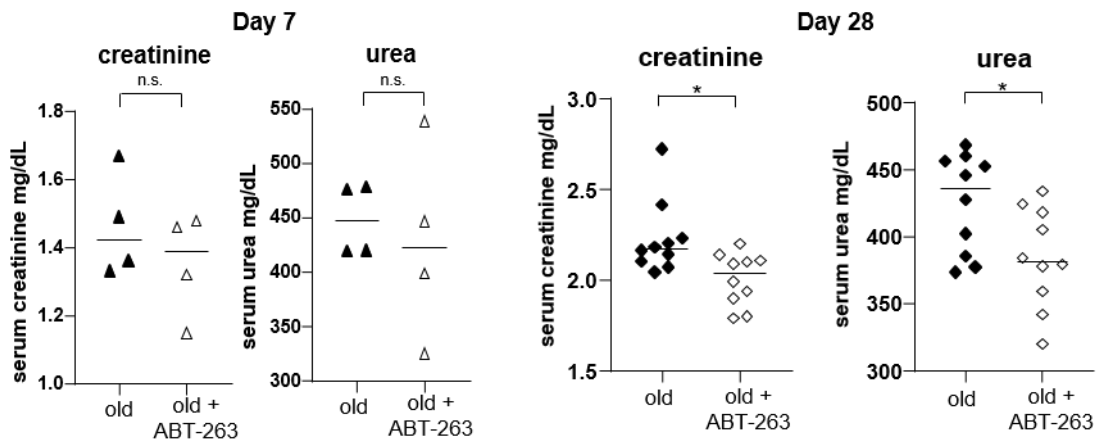 Day 7
creatinine
n.s.
serum creatinine mg/dL
1.8
1.6
1.4
1.2
1.0
old
old +
ABT-263
urea
n.s.
serum urea mg/dL
550
500
450
400
350
300
old
old +
ABT-263
Day 28
creatinine
*
serum creatinine mg/dL
3.0
2.5
2.0
1.5
old
old +
ABT-263
urea
*
serum urea mg/dL
500
450
400
350
300
old
old +
ABT-263